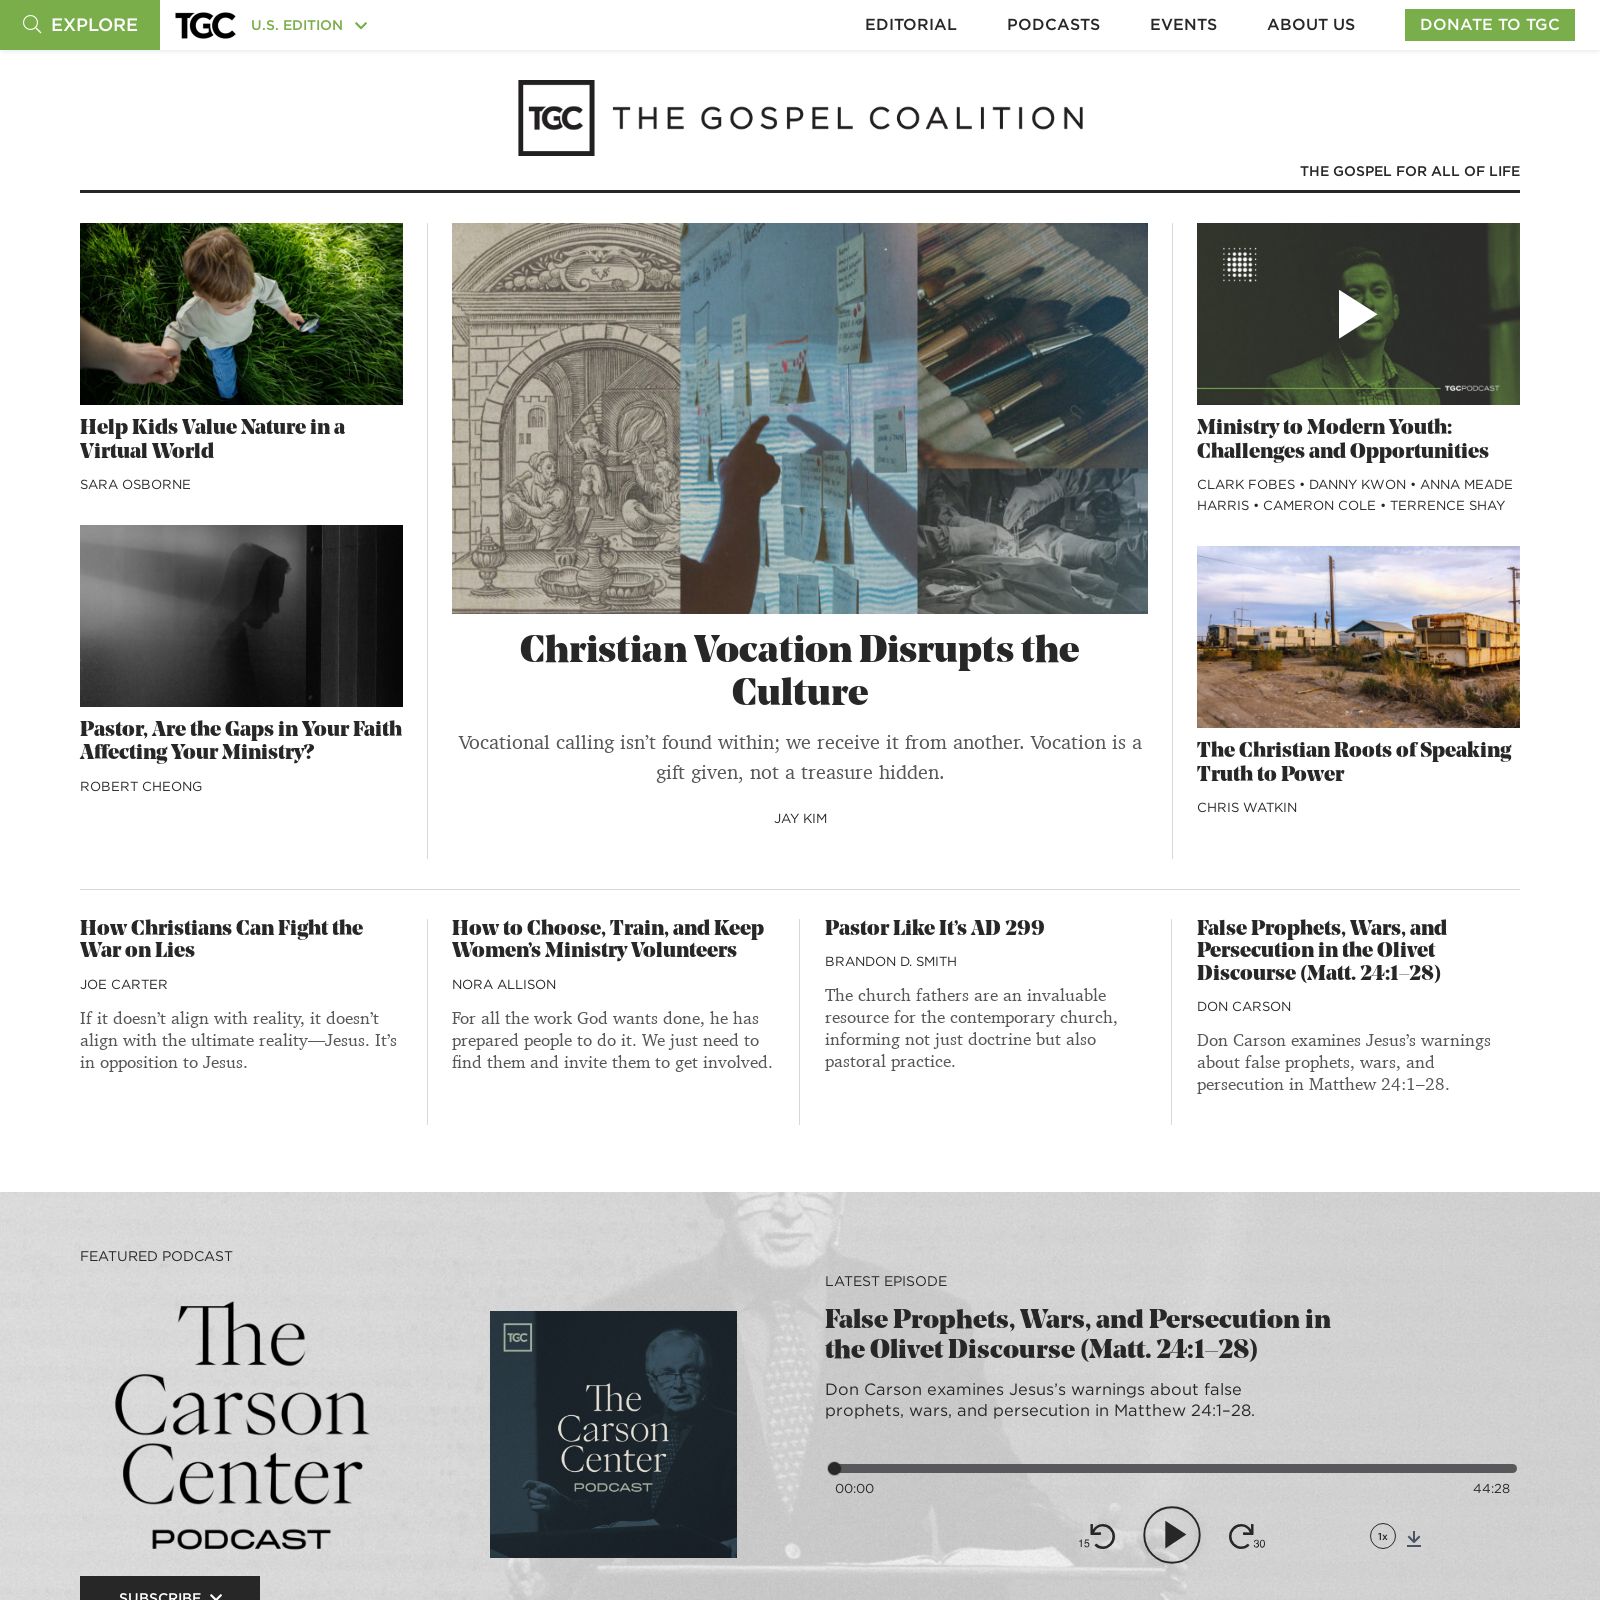 EXPLORE
TGC
U.S. EDITION
EDITORIAL
PODCASTS
EVENTS
ABOUT US
DONATE TO TGC
TGC THE GOSPEL COALITION
THE GOSPEL FOR ALL OF LIFE
Help Kids Value Nature in a
Virtual World
SARA OSBORNE
Pastor, Are the Gaps in Your Faith
Affecting Your Ministry?
ROBERT CHEONG
Christian Vocation Disrupts the
Culture
Vocational calling isn’t found within; we receive it from another. Vocation is a
gift given, not a treasure hidden.
JAY KIM
TGCPODCAST
Ministry to Modern Youth:
Challenges and Opportunities
CLARK FOBES • DANNY KWON • ANNA MEADE
HARRIS • CAMERON COLE • TERRENCE SHAY
The Christian Roots of Speaking
Truth to Power
CHRIS WATKIN
How Christians Can Fight the
War on Lies
JOE CARTER
If it doesn’t align with reality, it doesn’t
align with the ultimate reality—Jesus. It’s
in opposition to Jesus.
How to Choose, Train, and Keep
Women’s Ministry Volunteers
NORA ALLISON
For all the work God wants done, he has
prepared people to do it. We just need to
find them and invite them to get involved.
Pastor Like It’s AD 299
BRANDON D. SMITH
The church fathers are an invaluable
resource for the contemporary church,
informing not just doctrine but also
pastoral practice.
False Prophets, Wars, and
Persecution in the Olivet
Discourse (Matt. 24:1–28)
DON CARSON
Don Carson examines Jesus’s warnings
about false prophets, wars, and
persecution in Matthew 24:1–28.
FEATURED PODCAST
The
Carson
Center
PODCAST
SUBSCRIBE
TGC
The
Carson
Center
PODCAST
LATEST EPISODE
False Prophets, Wars, and Persecution in
the Olivet Discourse (Matt. 24:1–28)
Don Carson examines Jesus’s warnings about false
prophets, wars, and persecution in Matthew 24:1–28.
00:00
44:28
15
30
1x